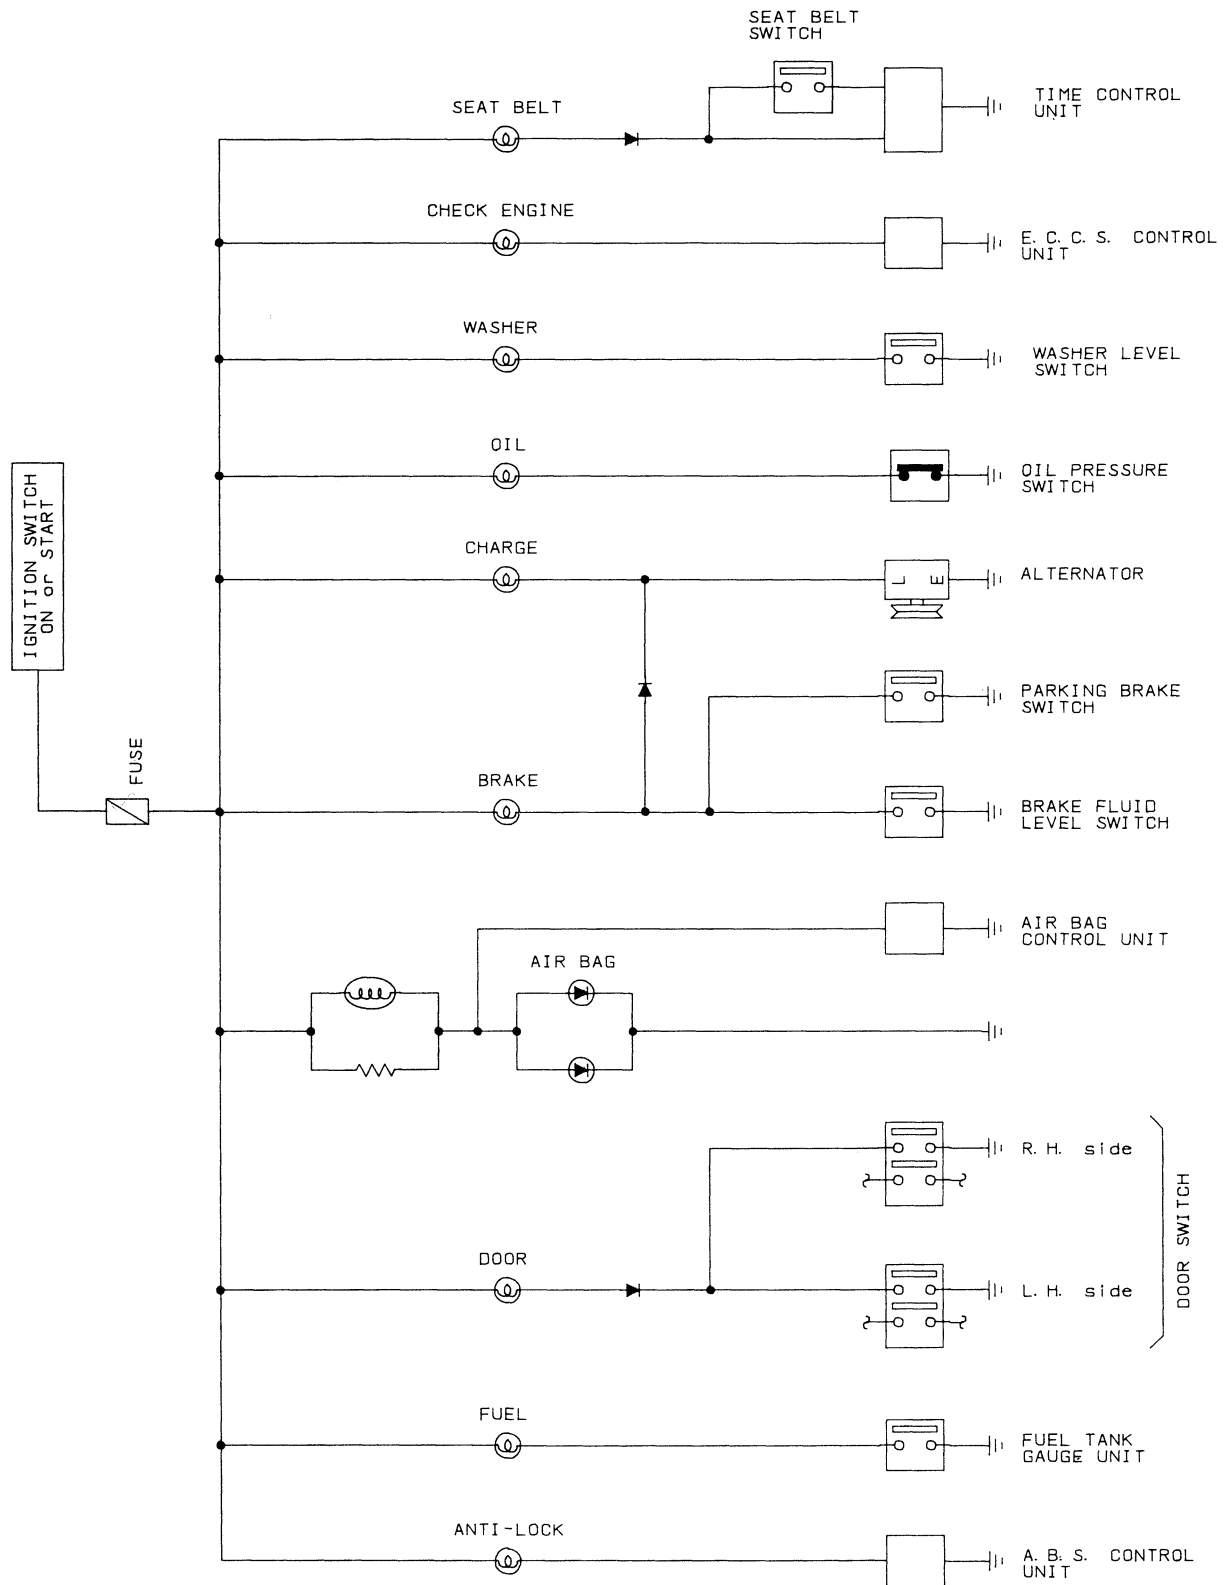 SEAT BELT
SWITCH
SEAT BELT
TIME CONTROL
UNIT
CHECK ENGINE
E. C. C. S. CONTROL
UNIT
WASHER
WASHER LEVEL
SWITCH
OIL
OIL PRESSURE
SWITCH
IGNITION SWITCH
ON or START
CHARGE
L E
ALTERNATOR
PARKING BRAKE
SWITCH
FUSE
BRAKE
BRAKE FLUID
LEVEL SWITCH
AIR BAG
CONTROL UNIT
AIR BAG
R. H. side
DOOR SWITCH
DOOR
L. H. side
FUEL
FUEL TANK
GAUGE UNIT
ANTI-LOCK
A. B. S. CONTROL
UNIT